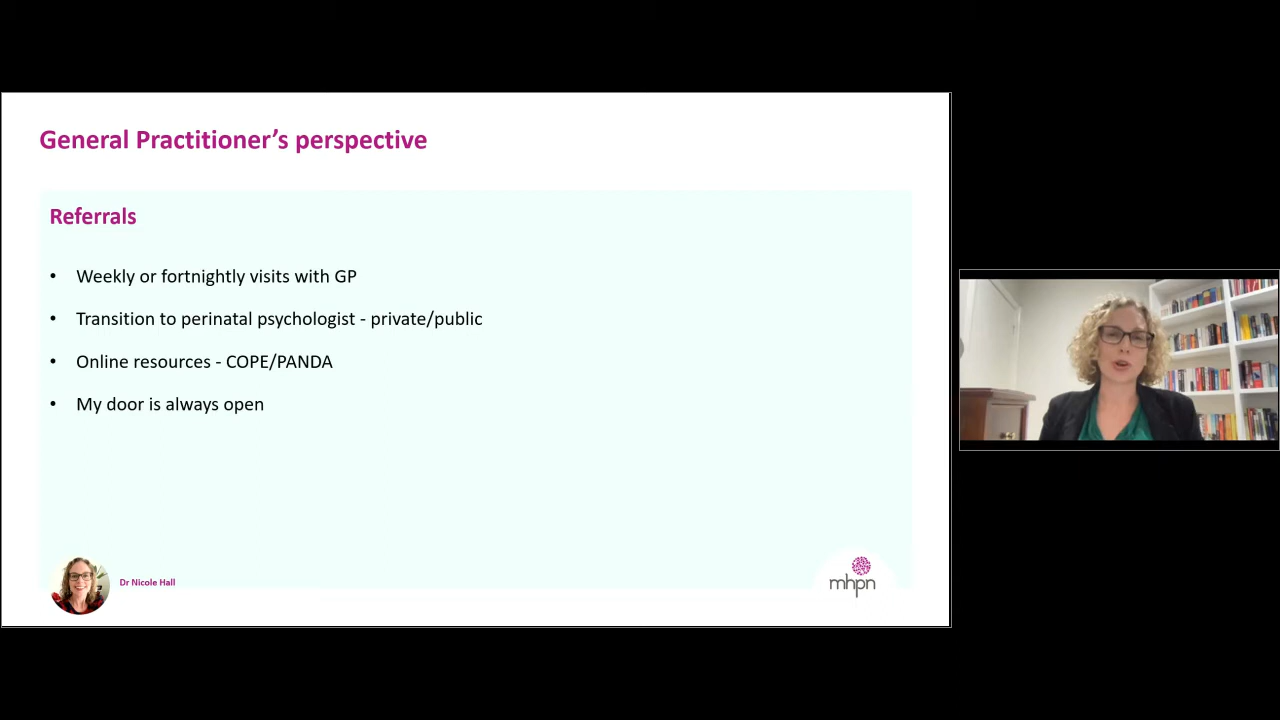 General Practitioner's perspective
Referrals
• Weekly or fortnightly visits with GP
• Transition to perinatal psychologist - private/public
• Online resources - COPE/PANDA
• My door is always open
Dr Nicole Hall
mhpn